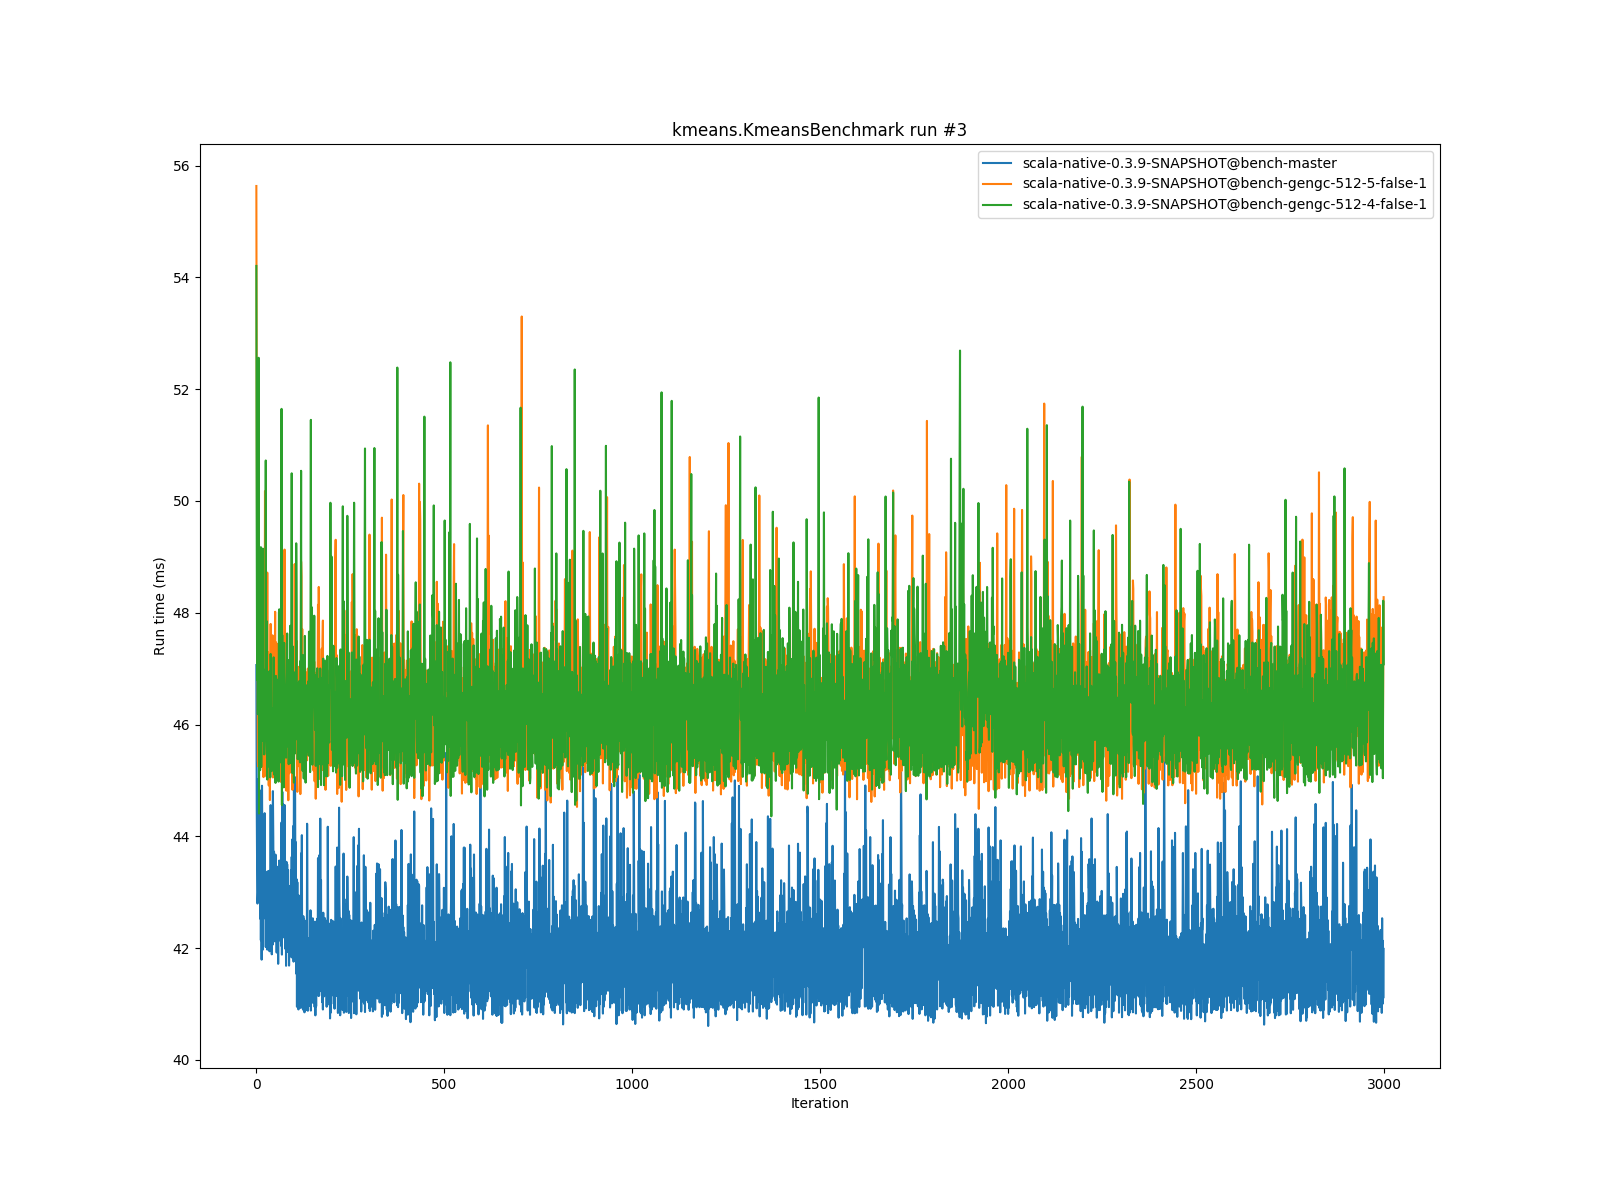 kmeans.KmeansBenchmark run #3
scala-native-0.3.9-SNAPSHOT@bench-master
scala-native-0.3.9-SNAPSHOT@bench-gengc-512-5-false-1
scala-native-0.3.9-SNAPSHOT@bench-gengc-512-4-false-1
Run time (ms)
56
54
52
50
48
46
44
42
40
0 500 1000 1500 2000 2500 3000
Iteration